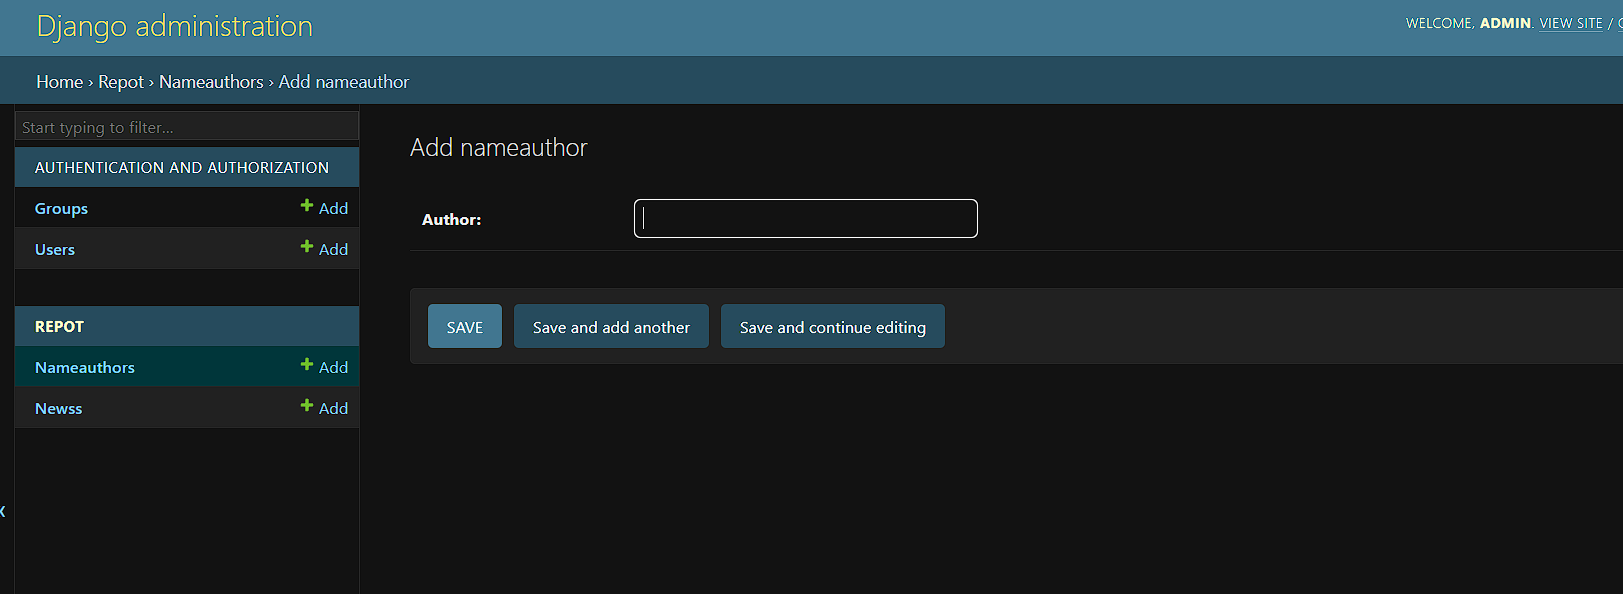 Django administration
WELCOME, ADMIN. VIEW SITE /
Home › Repot › Nameauthors › Add nameauthor
Start typing to filter...
AUTHENTICATION AND AUTHORIZATION
Groups + Add
Users + Add
REPOT
Nameauthors + Add
Newss + Add
Add nameauthor
Author:
SAVE Save and add another Save and continue editing